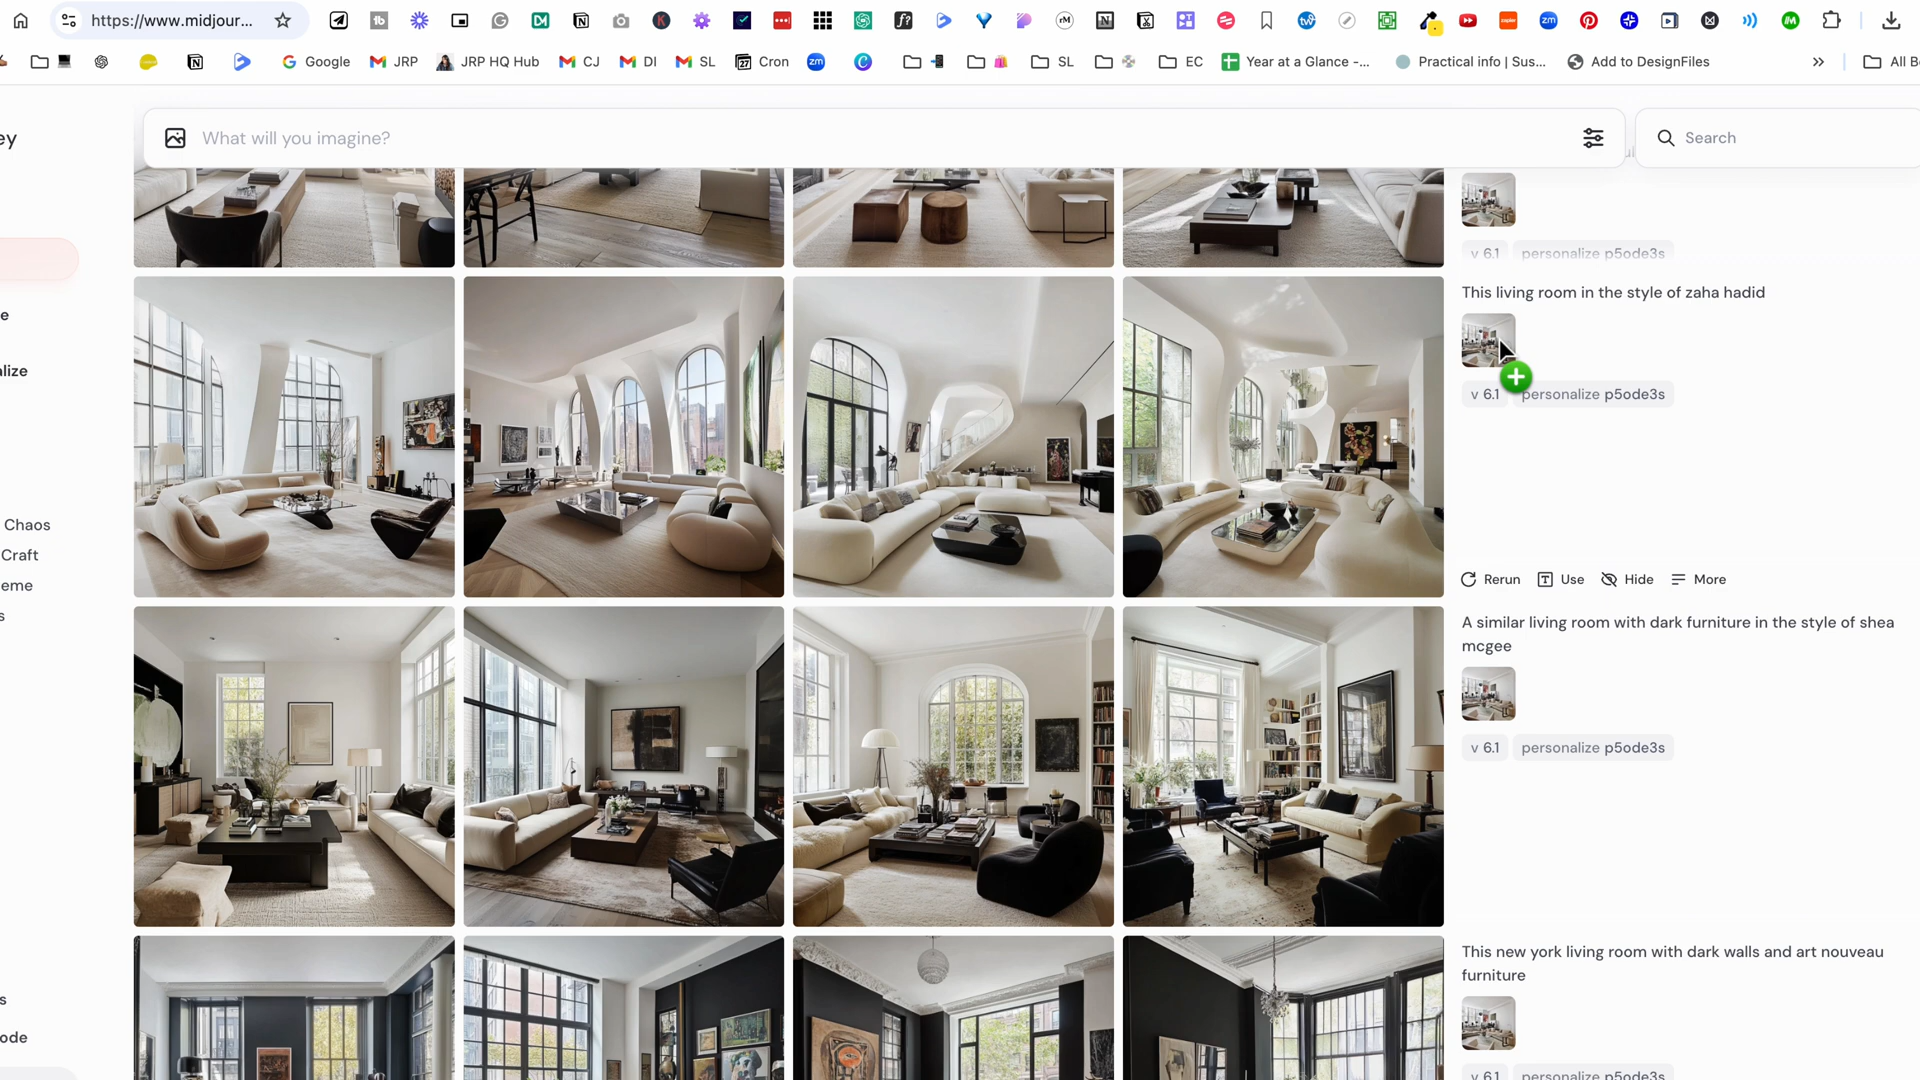 https://www.midjour...
Google
JRP
JRP HQ Hub
CJ
DI
SL
Cron
zm
SL
EC
Year at a Glance -...
Practical info | Sus...
Add to DesignFiles
»
All B
ey
What will you imagine?
Search
v 6.1 personalize p5ode3s
This living room in the style of zaha hadid
e
alize
v 6.1 personalize p5ode3s
Chaos
Craft
eme
s
Rerun Use Hide More
A similar living room with dark furniture in the style of shea
mcgee
v 6.1 personalize p5ode3s
This new york living room with dark walls and art nouveau
furniture
s
ode
v 6.1 personalize p5ode3s